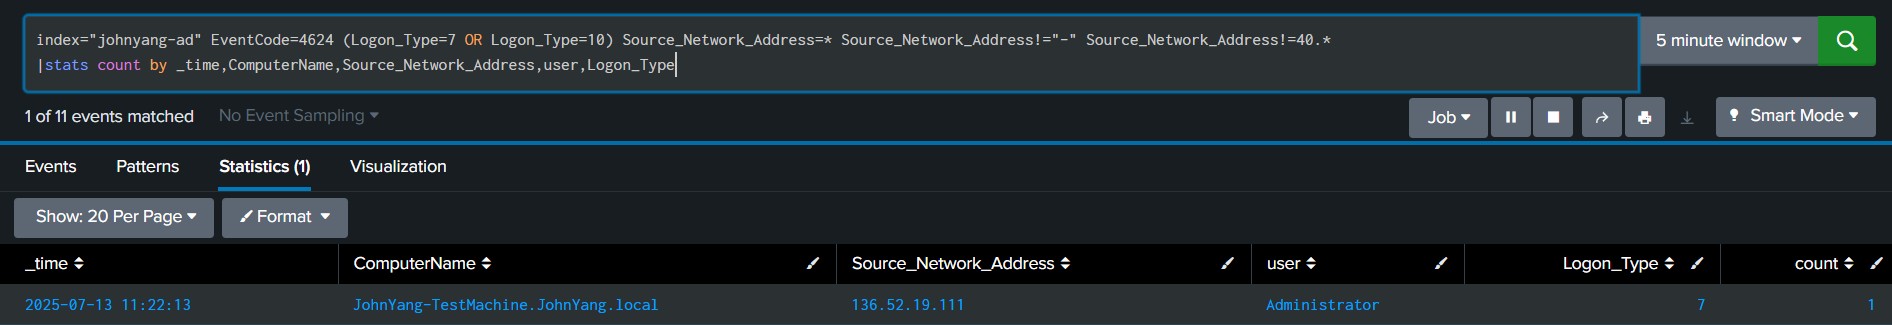 index="johnyang-ad" EventCode=4624 (Logon_Type=7 OR Logon_Type=10) Source_Network_Address=* Source_Network_Address!="-" Source_Network_Address!=40.*
|stats count by _time,ComputerName,Source_Network_Address,user,Logon_Type
5 minute window
1 of 11 events matched No Event Sampling
Job Smart Mode
Events Patterns Statistics (1) Visualization
Show: 20 Per Page Format
_time ComputerName Source_Network_Address user Logon_Type count
2025-07-13 11:22:13 JohnYang-TestMachine.JohnYang.local 136.52.19.111 Administrator 7 1